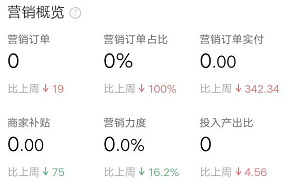 营销概览 ?
营销订单 营销订单占比 营销订单实付
0 0% 0.00
比上周↓19 比上周↓100% 比上周↓342.34
商家补贴 营销力度 投入产出比
0.00 0.0% 0
比上周↓75 比上周↓16.2% 比上周↓4.56